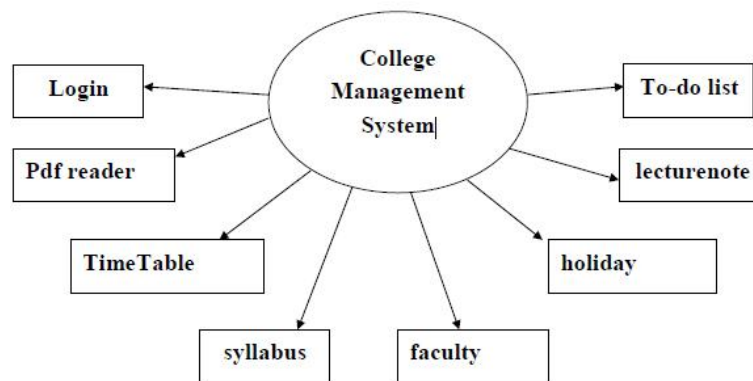 College
Management
System
Login
To-do list
Pdf reader
lecturenote
TimeTable
holiday
syllabus
faculty